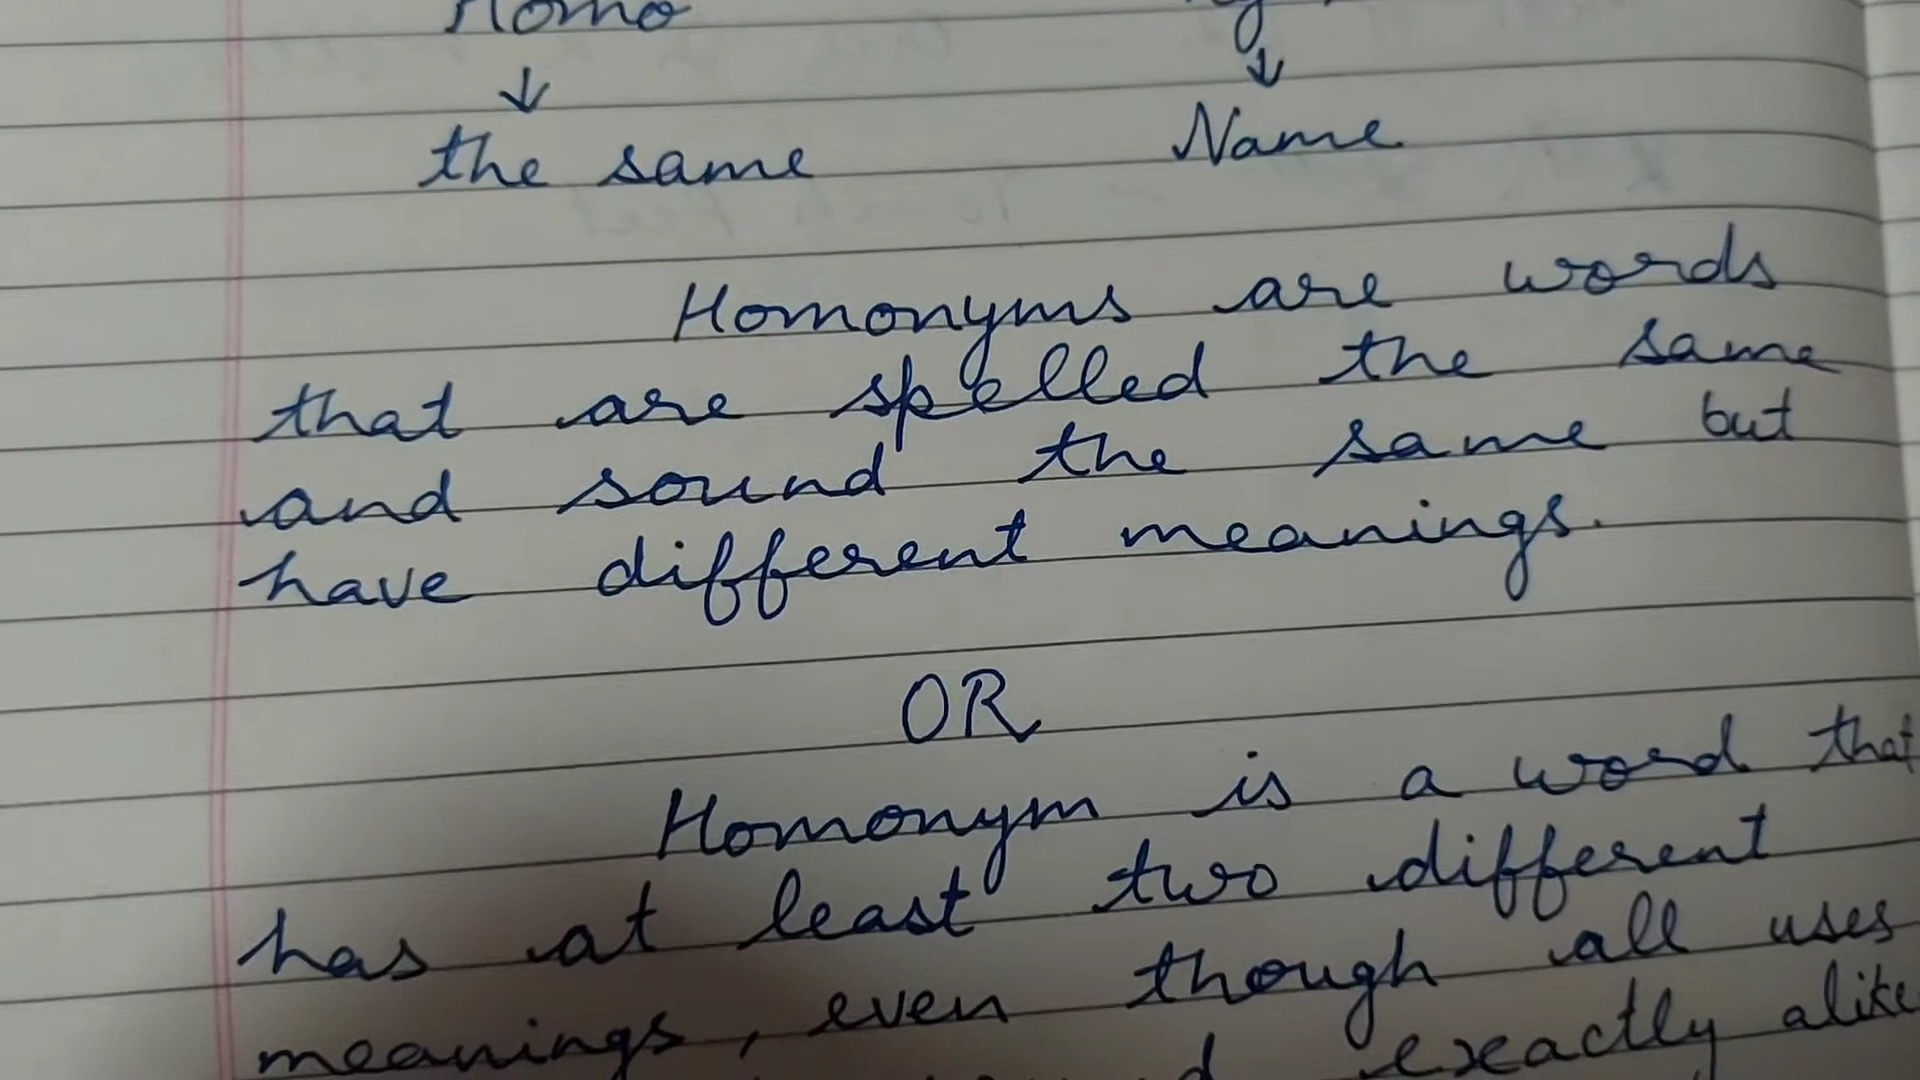 Homo
↓ ↓
the same Name.
Homonyms are words
that are spelled the same
and sound the same but
have different meanings.
OR
Homonym is a word that
has at least two different
meanings, even though all uses
exactly alike